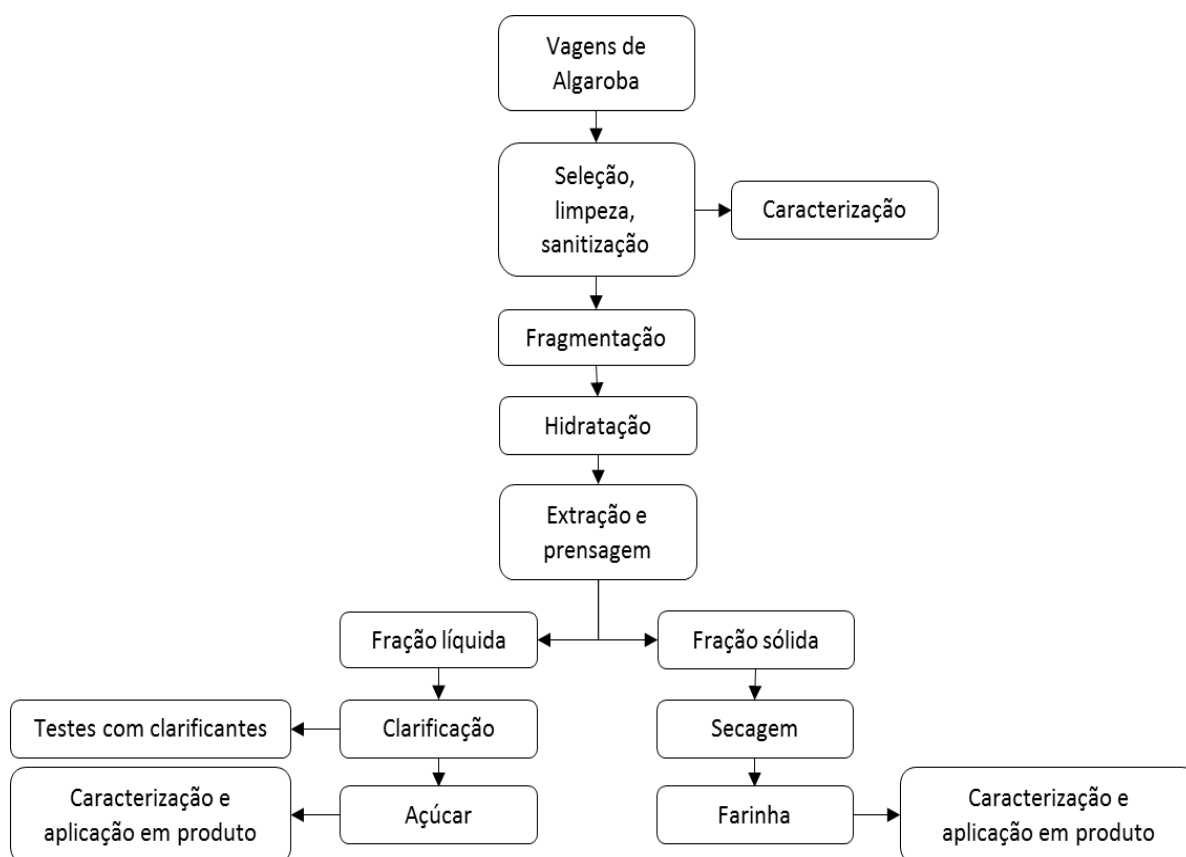 Vagens de
Algaroba
Seleção,
limpeza,
sanitização
Caracterização
Fragmentação
Hidratação
Extração e
prensagem
Fração líquida
Fração sólida
Testes com clarificantes
Clarificação
Secagem
Caracterização e
aplicação em produto
Açúcar
Farinha
Caracterização e
aplicação em produto